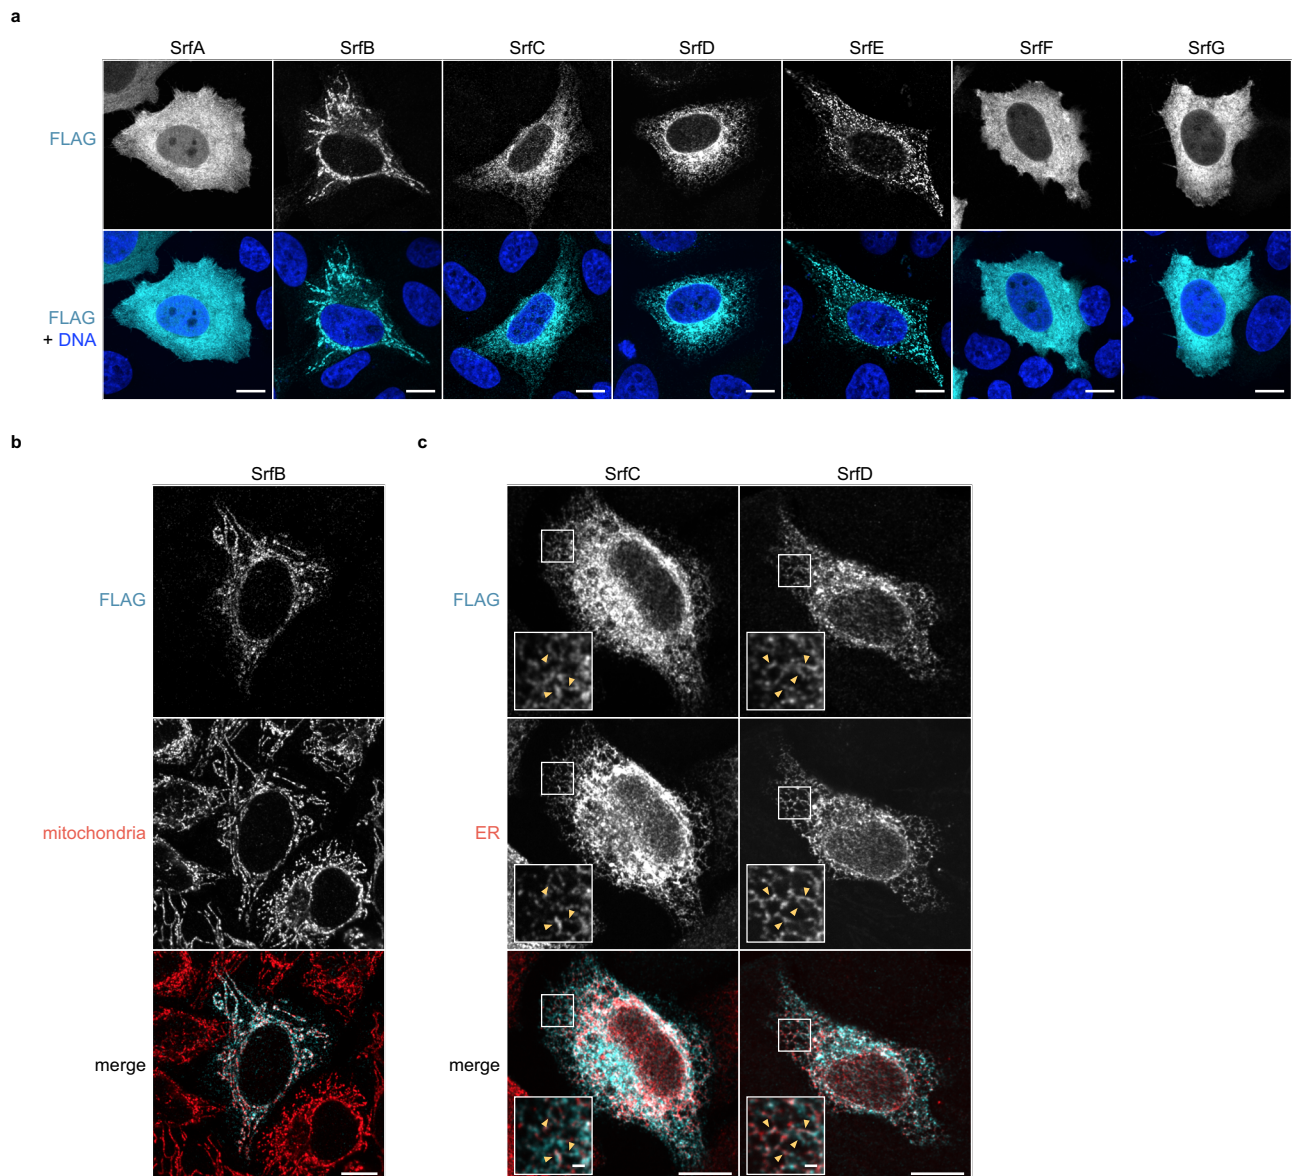 a
SrfA SrfB SrfC SrfD SrfE SrfF SrfG
FLAG
FLAG
+ DNA
b
SrfB
FLAG
mitochondria
merge
c
SrfC SrfD
FLAG
ER
merge